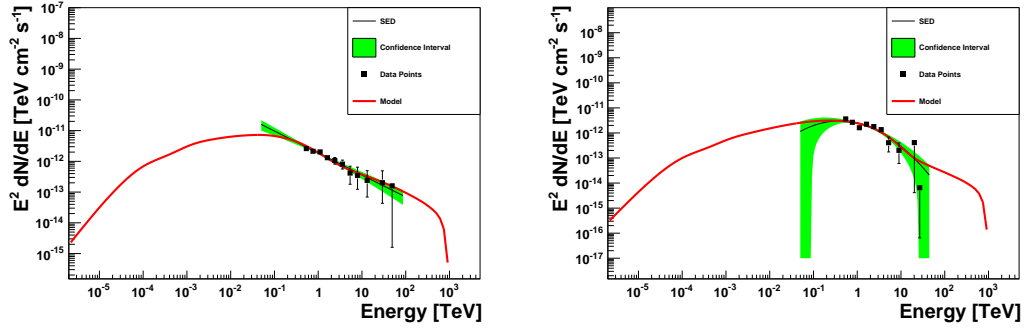 E² dN/dE [TeV cm⁻² s⁻¹]
10⁻⁷
10⁻⁸
10⁻⁹
10⁻¹⁰
10⁻¹¹
10⁻¹²
10⁻¹³
10⁻¹⁴
10⁻¹⁵
SED
Confidence Interval
Data Points
Model
10⁻⁵ 10⁻⁴ 10⁻³ 10⁻² 10⁻¹ 1 10 10² 10³
Energy [TeV]
E² dN/dE [TeV cm⁻² s⁻¹]
10⁻⁸
10⁻⁹
10⁻¹⁰
10⁻¹¹
10⁻¹²
10⁻¹³
10⁻¹⁴
10⁻¹⁵
10⁻¹⁶
10⁻¹⁷
SED
Confidence Interval
Data Points
Model
10⁻⁵ 10⁻⁴ 10⁻³ 10⁻² 10⁻¹ 1 10 10² 10³
Energy [TeV]